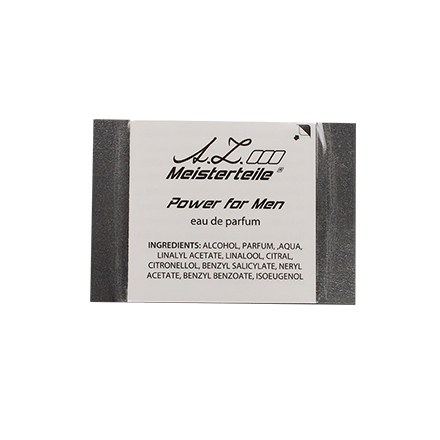 A.Z.
Meisterteile®
Power for Men
eau de parfum
INGREDIENTS: ALCOHOL, PARFUM, ,AQUA,
LINALYL ACETATE, LINALOOL, CITRAL,
CITRONELLOL, BENZYL SALICYLATE, NERYL
ACETATE, BENZYL BENZOATE, ISOEUGENOL